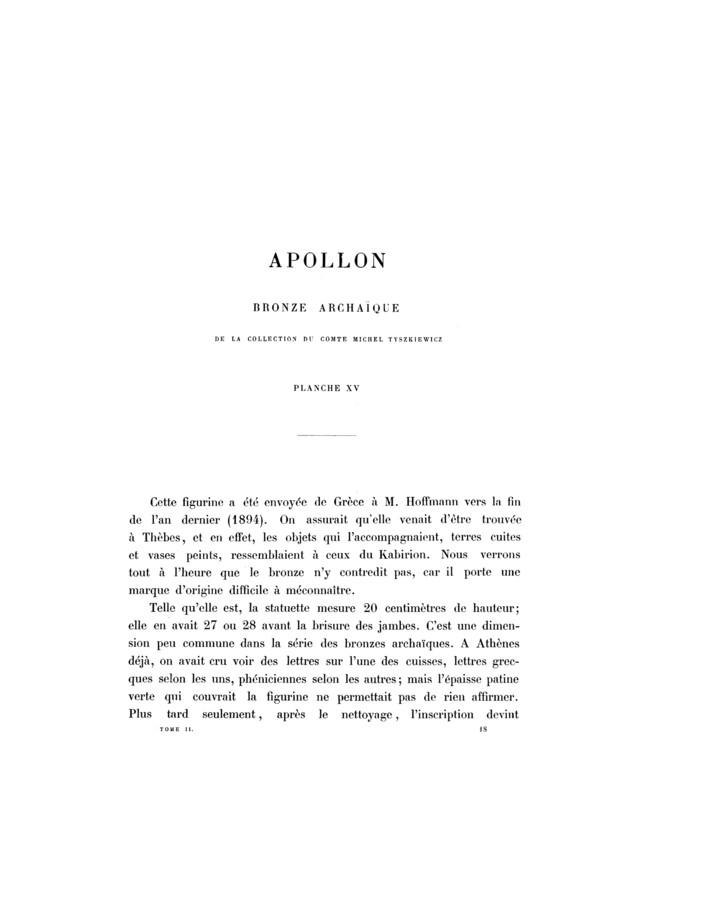 APOLLON
BRONZE ARCHAÏQUE
DE LA COLLECTION DU COMTE MICHEL TYSZKIEWICZ
PLANCHE XV
Cette figurine a été envoyée de Grèce à M. Hoffmann vers la fin
de l'an dernier (1894). On assurait qu'elle venait d'être trouvée
à Thèbes, et en effet, les objets qui l'accompagnaient, terres cuites
et vases peints, ressemblaient à ceux du Kabirion. Nous verrons
tout à l'heure que le bronze n'y contredit pas, car il porte une
marque d'origine difficile à méconnaître.
Telle qu'elle est, la statuette mesure 20 centimètres de hauteur;
elle en avait 27 ou 28 avant la brisure des jambes. C'est une dimen-
sion peu commune dans la série des bronzes archaïques. A Athènes
déjà, on avait cru voir des lettres sur l'une des cuisses, lettres grec-
ques selon les uns, phéniciennes selon les autres; mais l'épaisse patine
verte qui couvrait la figurine ne permettait pas de rien affirmer.
Plus tard seulement, après le nettoyage, l'inscription devint
TOME II. 18